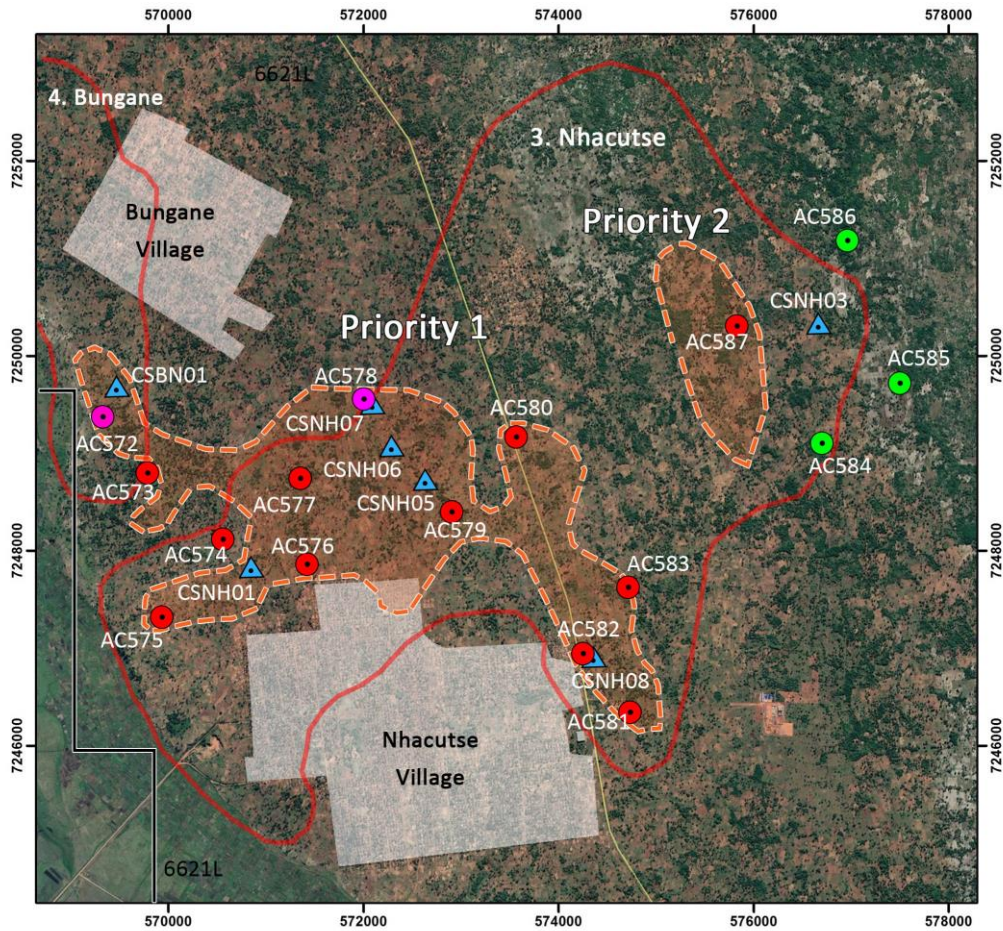 570000 572000 574000 576000 578000
6621L
4. Bungane
3. Nhacutse
7252000 7252000
Bungane
Village
Priority 2
AC586
CSNH03
Priority 1
AC587
7250000 7250000
AC578
CSBN01
AC585
CSNH07
AC580
AC572
CSNH06
AC584
AC573
AC577
CSNH05
AC579
7248000 7248000
AC574
AC576
AC583
CSNH01
AC575
AC582
CSNH08
AC581
7246000 7246000
Nhacutse
Village
6621L
570000 572000 574000 576000 578000